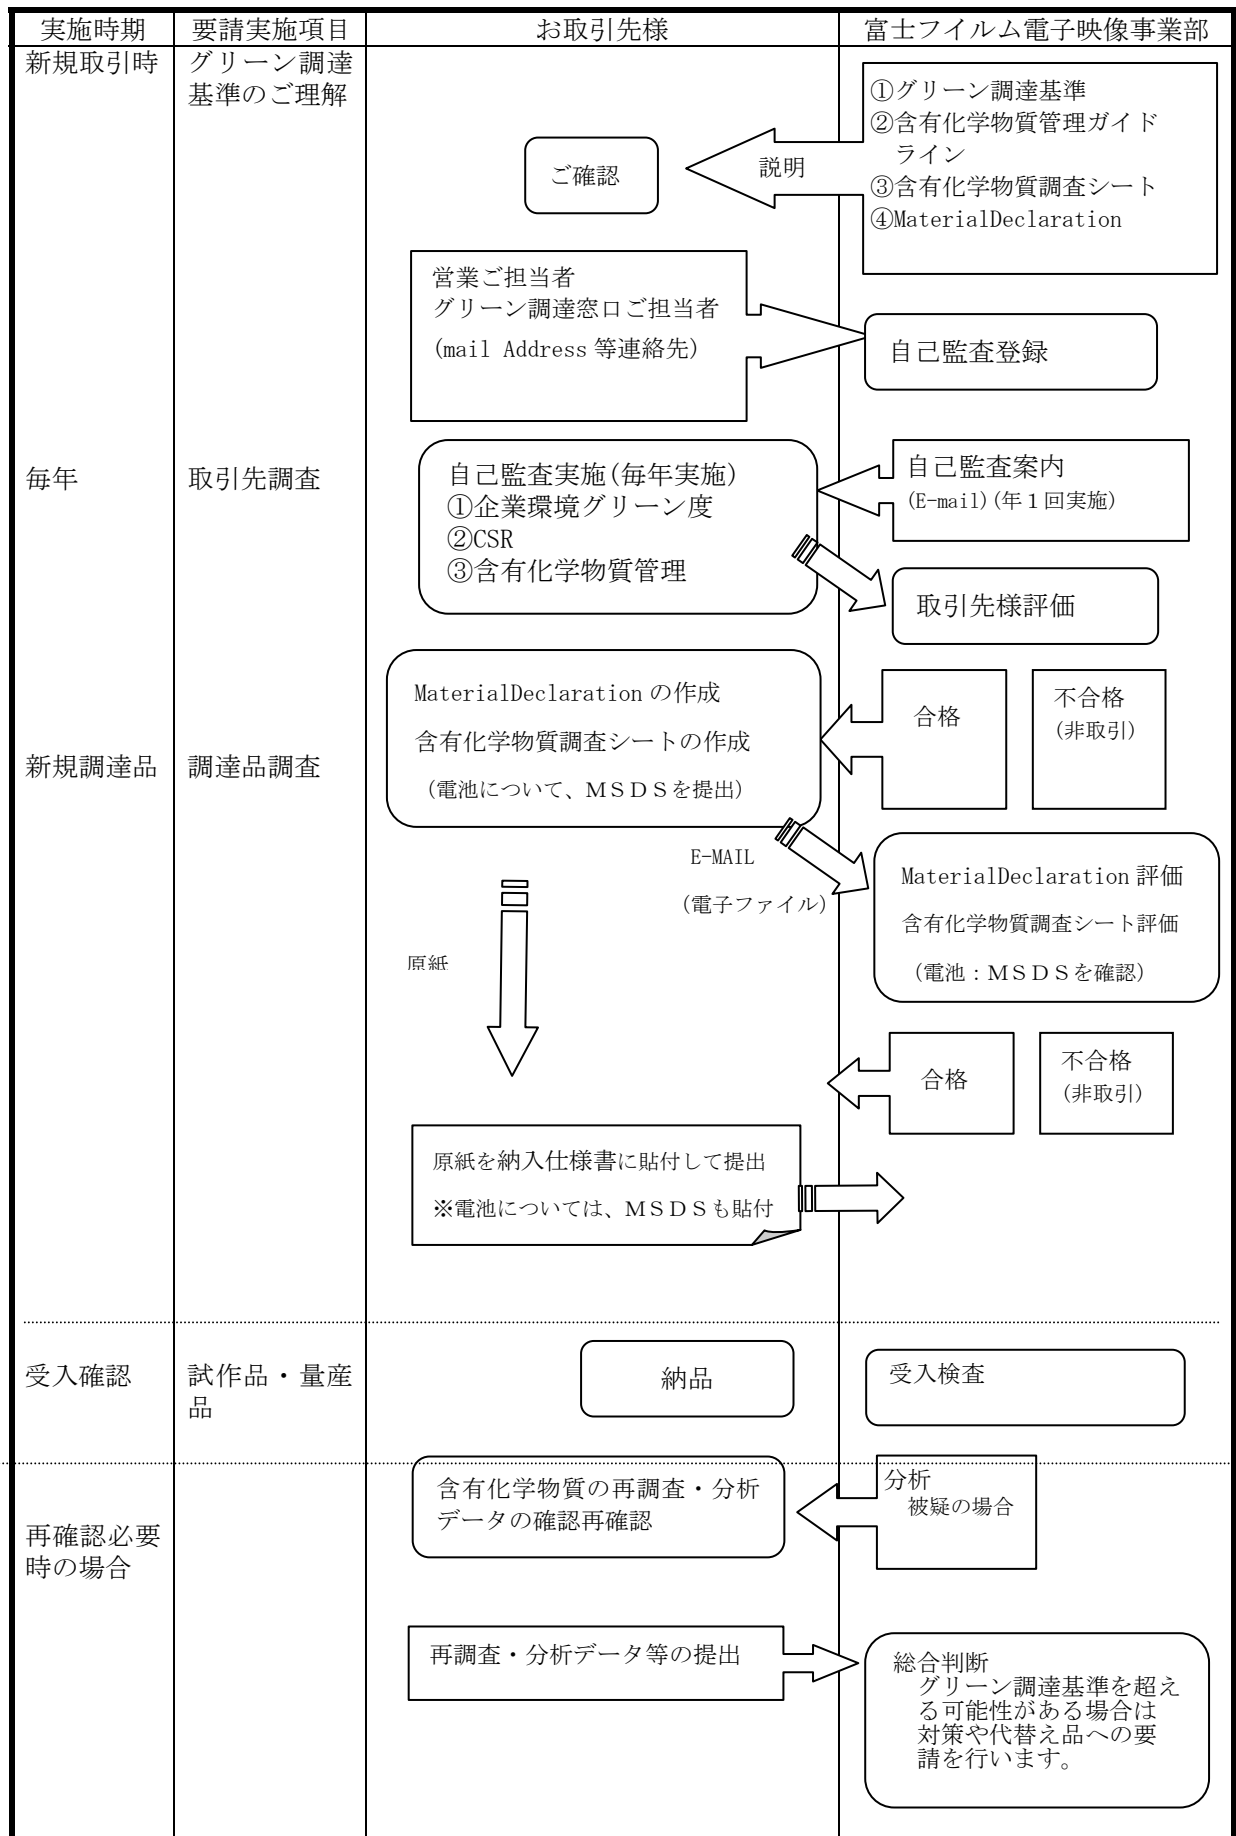 実施時期
要請実施項目
お取引先様
富士フイルム電子映像事業部
新規取引時
グリーン調達
基準のご理解
①グリーン調達基準
②含有化学物質管理ガイド
ライン
③含有化学物質調査シート
④MaterialDeclaration
説明
ご確認
営業ご担当者
グリーン調達窓口ご担当者
(mail Address 等連絡先)
自己監査登録
毎年
取引先調査
自己監査実施(毎年実施)
①企業環境グリーン度
②CSR
③含有化学物質管理
自己監査案内
(E-mail)(年１回実施)
取引先様評価
新規調達品
調達品調査
MaterialDeclaration の作成
含有化学物質調査シートの作成
（電池について、ＭＳＤＳを提出）
合格
不合格
(非取引)
E-MAIL
(電子ファイル)
MaterialDeclaration 評価
含有化学物質調査シート評価
（電池：ＭＳＤＳを確認）
原紙
合格
不合格
(非取引)
原紙を納入仕様書に貼付して提出
※電池については、ＭＳＤＳも貼付
受入確認
試作品・量産
品
納品
受入検査
再確認必要
時の場合
含有化学物質の再調査・分析
データの確認再確認
分析
被疑の場合
再調査・分析データ等の提出
総合判断
グリーン調達基準を超え
る可能性がある場合は
対策や代替え品への要
請を行います。